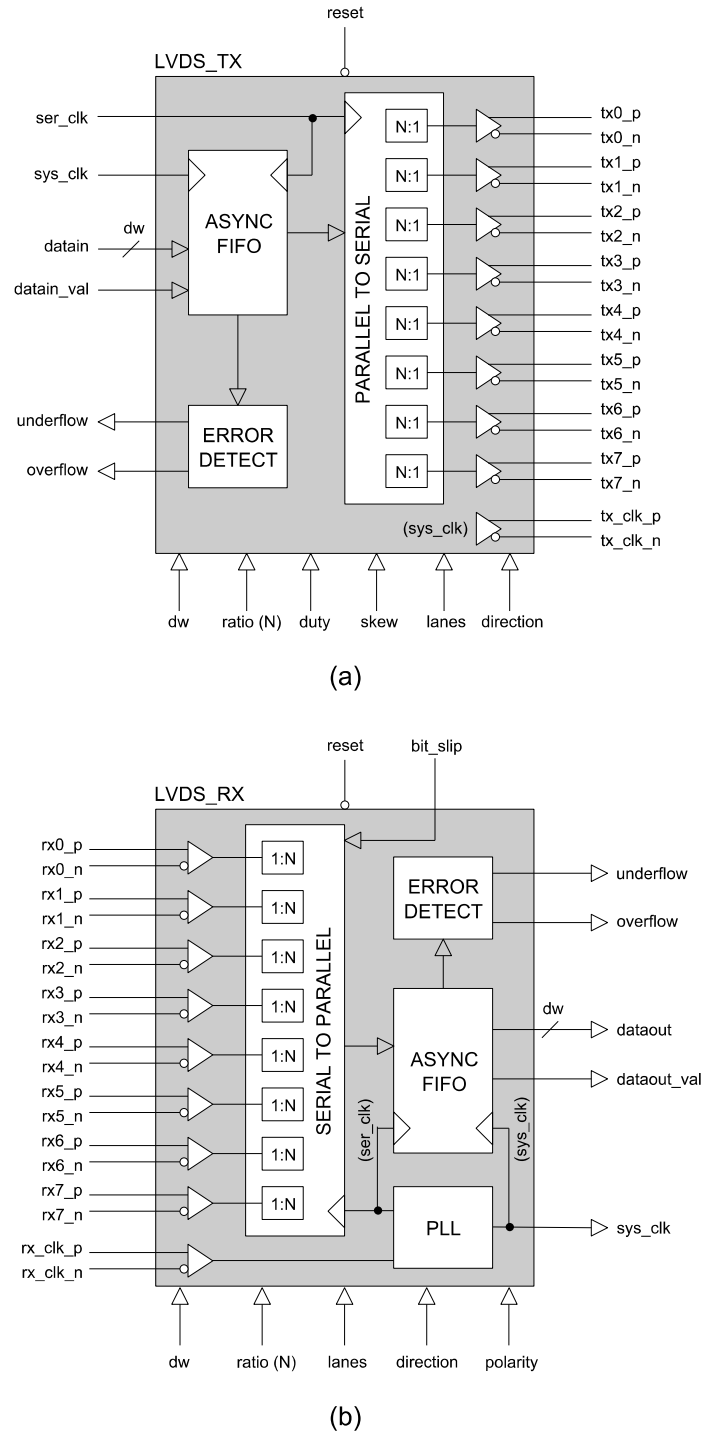 reset
LVDS_TX
ser_clk
sys_clk
datain
dw
datain_val
underflow
overflow
ASYNC
FIFO
ERROR
DETECT
PARALLEL TO SERIAL
N:1
N:1
N:1
N:1
N:1
N:1
N:1
N:1
(sys_clk)
tx0_p
tx0_n
tx1_p
tx1_n
tx2_p
tx2_n
tx3_p
tx3_n
tx4_p
tx4_n
tx5_p
tx5_n
tx6_p
tx6_n
tx7_p
tx7_n
tx_clk_p
tx_clk_n
dw
ratio (N)
duty
skew
lanes
direction
(a)
reset
bit_slip
LVDS_RX
rx0_p
rx0_n
rx1_p
rx1_n
rx2_p
rx2_n
rx3_p
rx3_n
rx4_p
rx4_n
rx5_p
rx5_n
rx6_p
rx6_n
rx7_p
rx7_n
rx_clk_p
rx_clk_n
1:N
1:N
1:N
1:N
1:N
1:N
1:N
1:N
SERIAL TO PARALLEL
ERROR
DETECT
ASYNC
FIFO
(ser_clk)
(sys_clk)
PLL
underflow
overflow
dw
dataout
dataout_val
sys_clk
dw
ratio (N)
lanes
direction
polarity
(b)